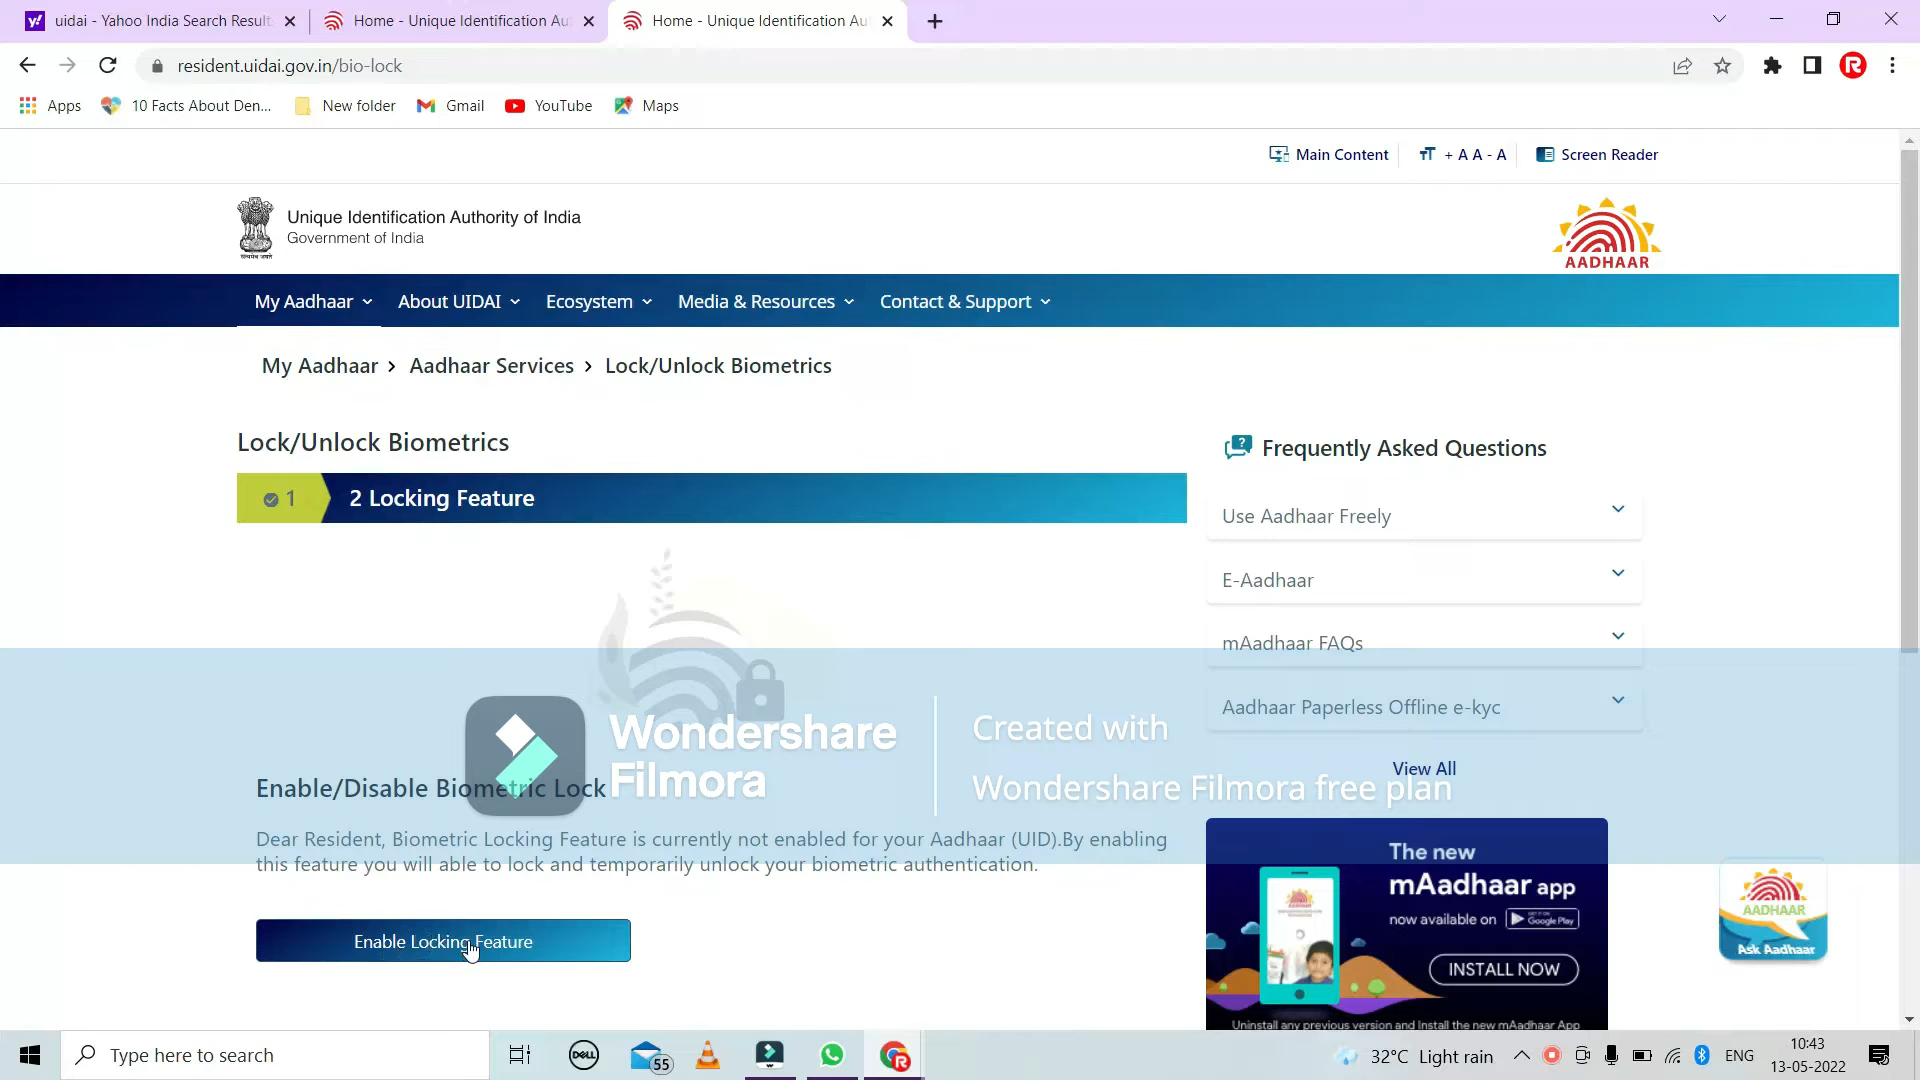 uidai - Yahoo India Search Result
Home - Unique Identification Au
Home - Unique Identification Au
resident.uidai.gov.in/bio-lock
Apps
10 Facts About Den...
New folder
Gmail
YouTube
Maps
Main Content
+ A A - A
Screen Reader
Unique Identification Authority of India
Government of India
AADHAAR
My Aadhaar
About UIDAI
Ecosystem
Media & Resources
Contact & Support
My Aadhaar > Aadhaar Services > Lock/Unlock Biometrics
Lock/Unlock Biometrics
1
2 Locking Feature
Frequently Asked Questions
Use Aadhaar Freely
E-Aadhaar
mAadhaar FAQs
Aadhaar Paperless Offline e-kyc
View All
Wondershare
Filmora
Created with
Wondershare Filmora free plan
Enable/Disable Biometric Lock
Dear Resident, Biometric Locking Feature is currently not enabled for your Aadhaar (UID).By enabling
this feature you will able to lock and temporarily unlock your biometric authentication.
Enable Locking Feature
The new
mAadhaar app
now available on
GET IT ON
Google Play
INSTALL NOW
Uninstall any previous version and Install the new mAadhaar App
AADHAAR
Ask Aadhaar
Type here to search
DELL
55
32°C Light rain
ENG
10:43
13-05-2022